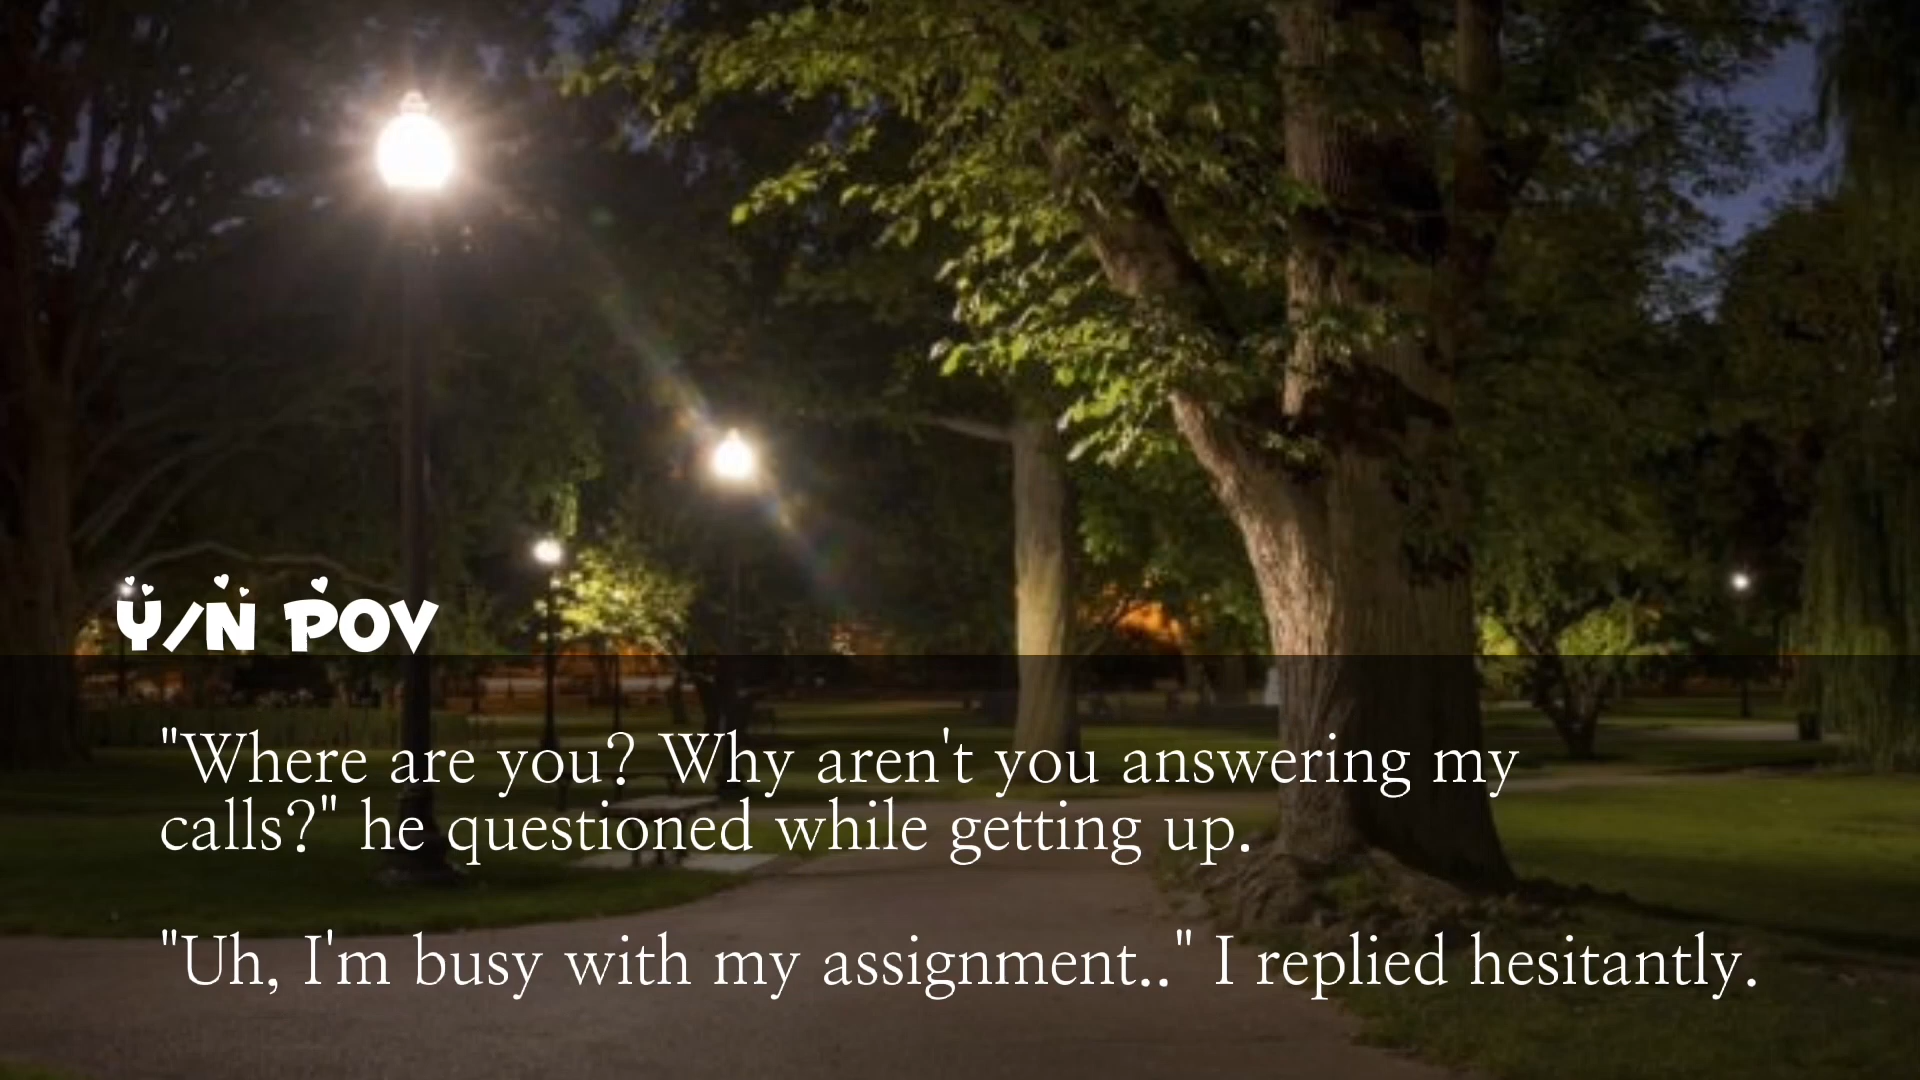 Y/N POV
"Where are you? Why aren't you answering my
calls?" he questioned while getting up.
"Uh, I'm busy with my assignment.." I replied hesitantly.